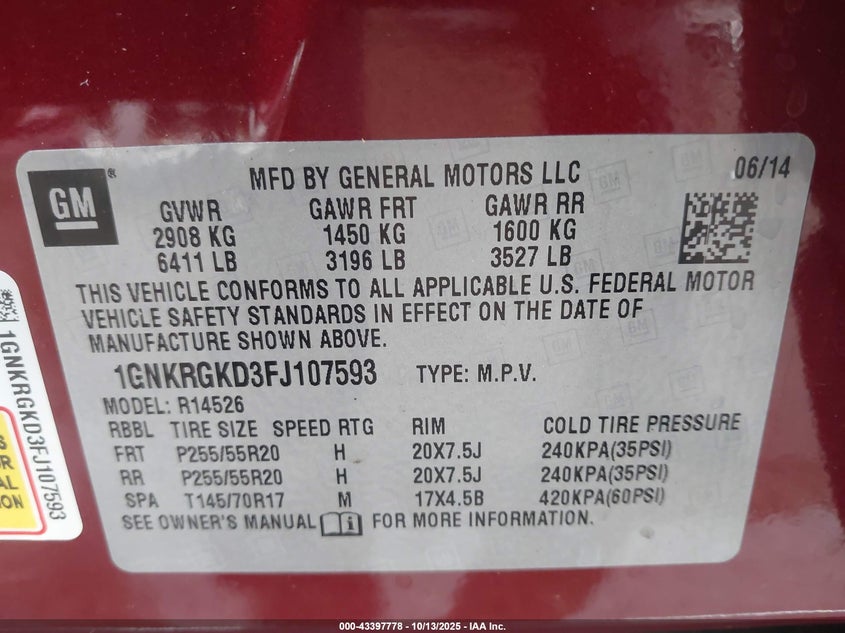 GM
®
MFD BY GENERAL MOTORS LLC
06/14
GVWR GAWR FRT GAWR RR
2908 KG 1450 KG 1600 KG
6411 LB 3196 LB 3527 LB
THIS VEHICLE CONFORMS TO ALL APPLICABLE U.S. FEDERAL MOTOR
VEHICLE SAFETY STANDARDS IN EFFECT ON THE DATE OF
MANUFACTURE SHOWN ABOVE.
1GNKRGKD3FJ107593 TYPE: M.P.V.
MODEL: R14526
RBBL TIRE SIZE SPEED RTG RIM COLD TIRE PRESSURE
FRT P255/55R20 H 20X7.5J 240KPA(35PSI)
RR P255/55R20 H 20X7.5J 240KPA(35PSI)
SPA T145/70R17 M 17X4.5B 420KPA(60PSI)
SEE OWNER'S MANUAL FOR MORE INFORMATION.
1GNKRGKD3FJ107593
000-43397778 - 10/13/2025 - IAA Inc.